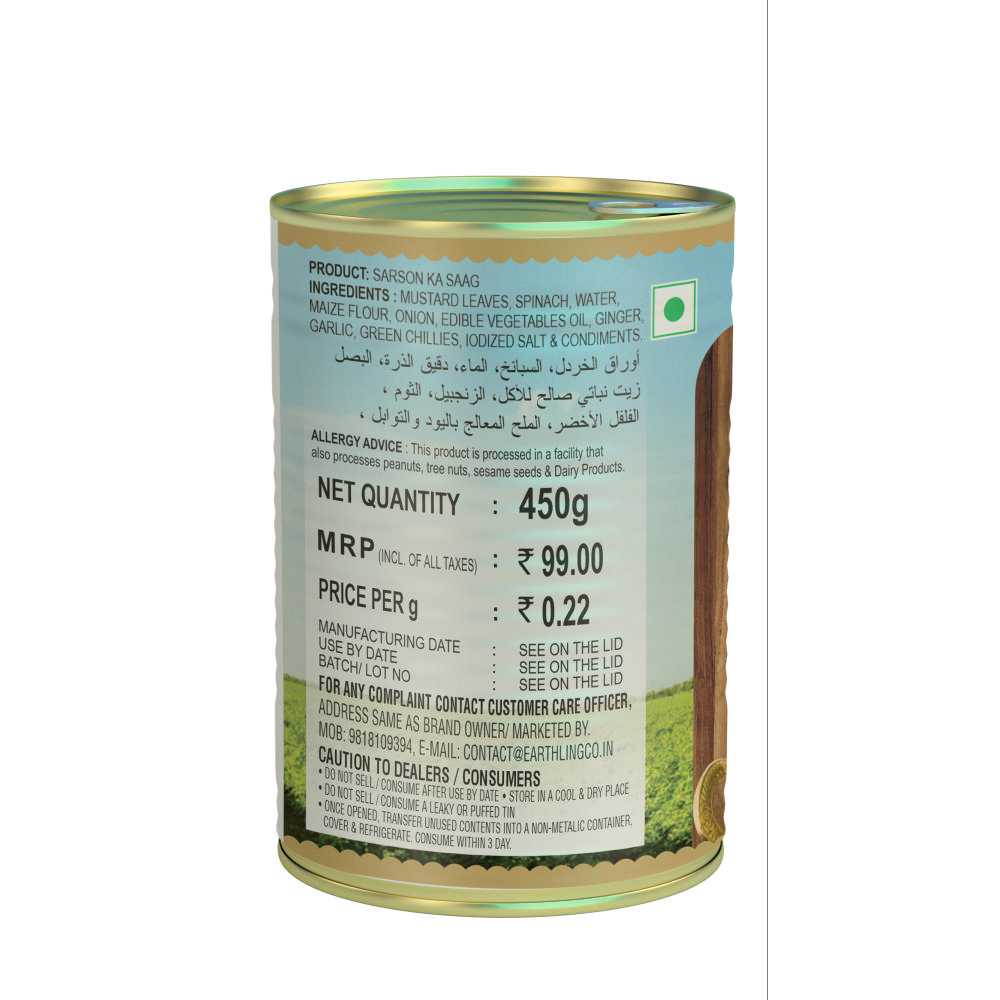 PRODUCT: SARSON KA SAAG
INGREDIENTS : MUSTARD LEAVES, SPINACH, WATER,
MAIZE FLOUR, ONION, EDIBLE VEGETABLES OIL, GINGER,
GARLIC, GREEN CHILLIES, IODIZED SALT & CONDIMENTS.
أوراق الخردل، السبانخ، الماء، دقيق الذرة، البصل
زيت نباتي صالح للأكل، الزنجبيل، الثوم ،
الفلفل الأخضر، الملح المعالج باليود والتوابل ،
ALLERGY ADVICE : This product is processed in a facility that
also processes peanuts, tree nuts, sesame seeds & Dairy Products.
NET QUANTITY : 450g
MRP (INCL. OF ALL TAXES) : ₹ 99.00
PRICE PER g : ₹ 0.22
MANUFACTURING DATE : SEE ON THE LID
USE BY DATE : SEE ON THE LID
BATCH/ LOT NO : SEE ON THE LID
FOR ANY COMPLAINT CONTACT CUSTOMER CARE OFFICER,
ADDRESS SAME AS BRAND OWNER/ MARKETED BY.
MOB: 9818109394, E-MAIL: CONTACT@EARTHLINGCO.IN
CAUTION TO DEALERS / CONSUMERS
• DO NOT SELL / CONSUME AFTER USE BY DATE • STORE IN A COOL & DRY PLACE
• DO NOT SELL / CONSUME A LEAKY OR PUFFED TIN
• ONCE OPENED, TRANSFER UNUSED CONTENTS INTO A NON-METALIC CONTAINER,
COVER & REFRIGERATE. CONSUME WITHIN 3 DAY.